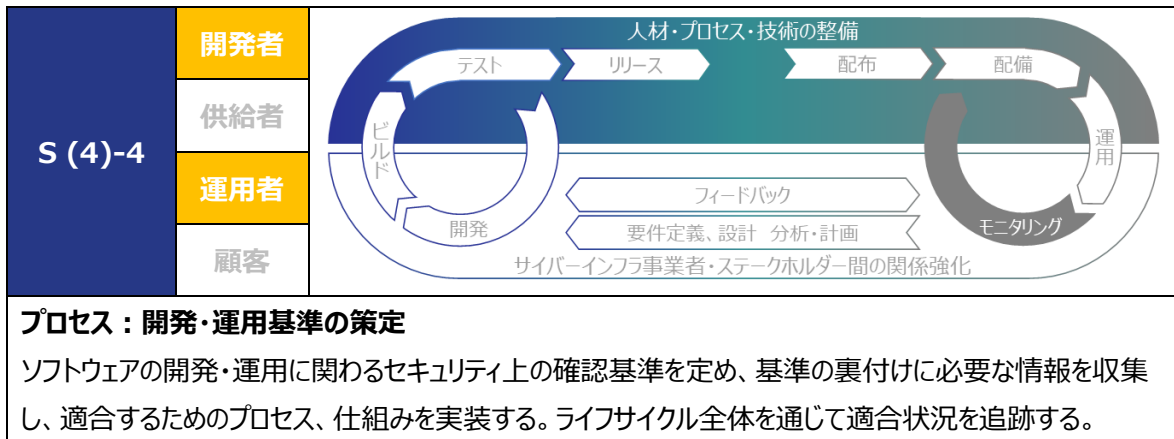 S (4)-4
開発者
供給者
運用者
顧客
人材・プロセス・技術の整備
テスト
リリース
配布
配備
ビルド
運用
フィードバック
開発
要件定義、設計 分析・計画
モニタリング
サイバーインフラ事業者・ステークホルダー間の関係強化
プロセス：開発・運用基準の策定
ソフトウェアの開発・運用に関わるセキュリティ上の確認基準を定め、基準の裏付けに必要な情報を収集
し、適合するためのプロセス、仕組みを実装する。ライフサイクル全体を通じて適合状況を追跡する。